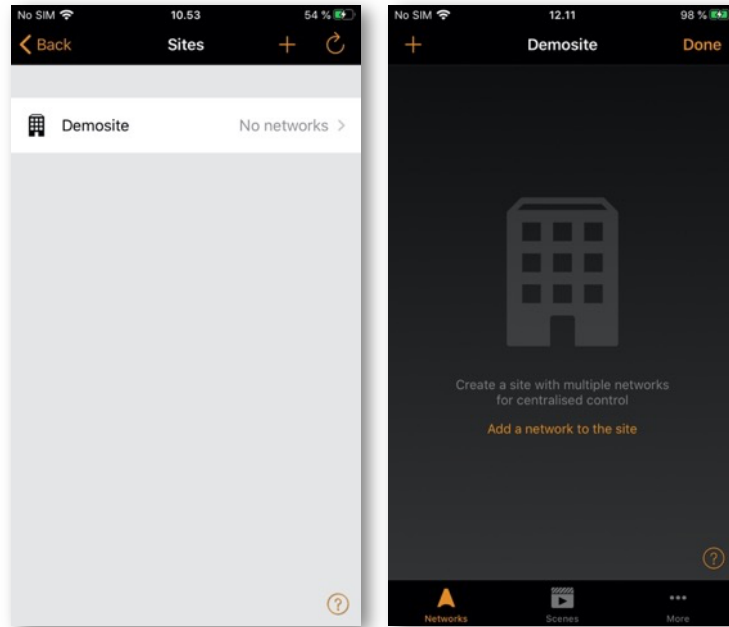 No SIM 10.53 54 %
Back Sites
Demosite No networks
?
No SIM 12.11 98 %
Demosite Done
Create a site with multiple networks
for centralised control
Add a network to the site
?
Networks Scenes More